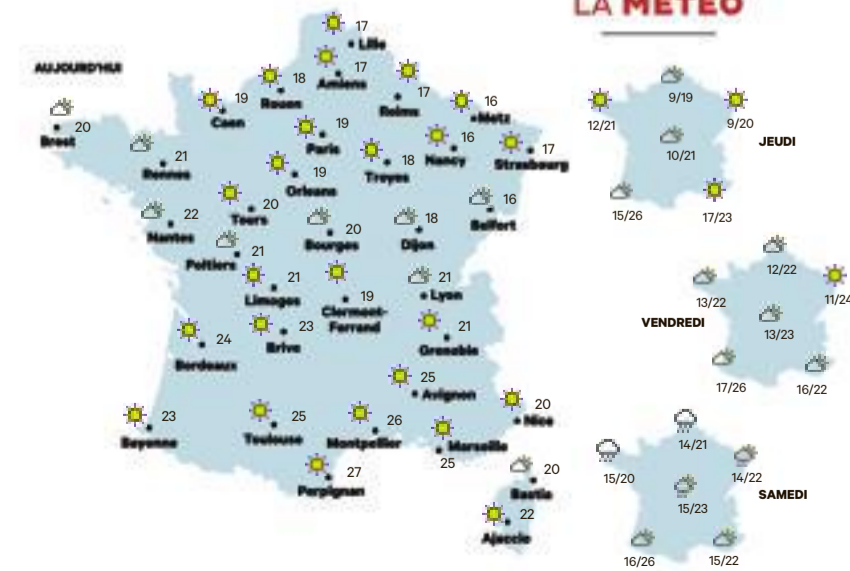 LA METEO
AUJOURD'HUI
17
Lille
17
Amiens
18
Rouen
17
Reims
19
Caen
16
Metz
20
Brest
19
Paris
16
Nancy
17
Strasbourg
21
Rennes
18
Troyes
19
Orleans
20
Tours
16
Belfort
22
Nantes
20
Bourges
18
Dijon
21
Poitiers
21
Limoges
19
Clermont-
Ferrand
21
Lyon
23
Brive
21
Grenoble
24
Bordeaux
25
Avignon
23
Bayonne
25
Toulouse
26
Montpellier
20
Nice
Marseille
25
27
Perpignan
20
Bastia
22
Ajaccio
9/19
12/21
9/20
JEUDI
10/21
15/26
17/23
12/22
13/22
11/24
VENDREDI
13/23
17/26
16/22
14/21
15/20
14/22
SAMEDI
15/23
16/26
15/22